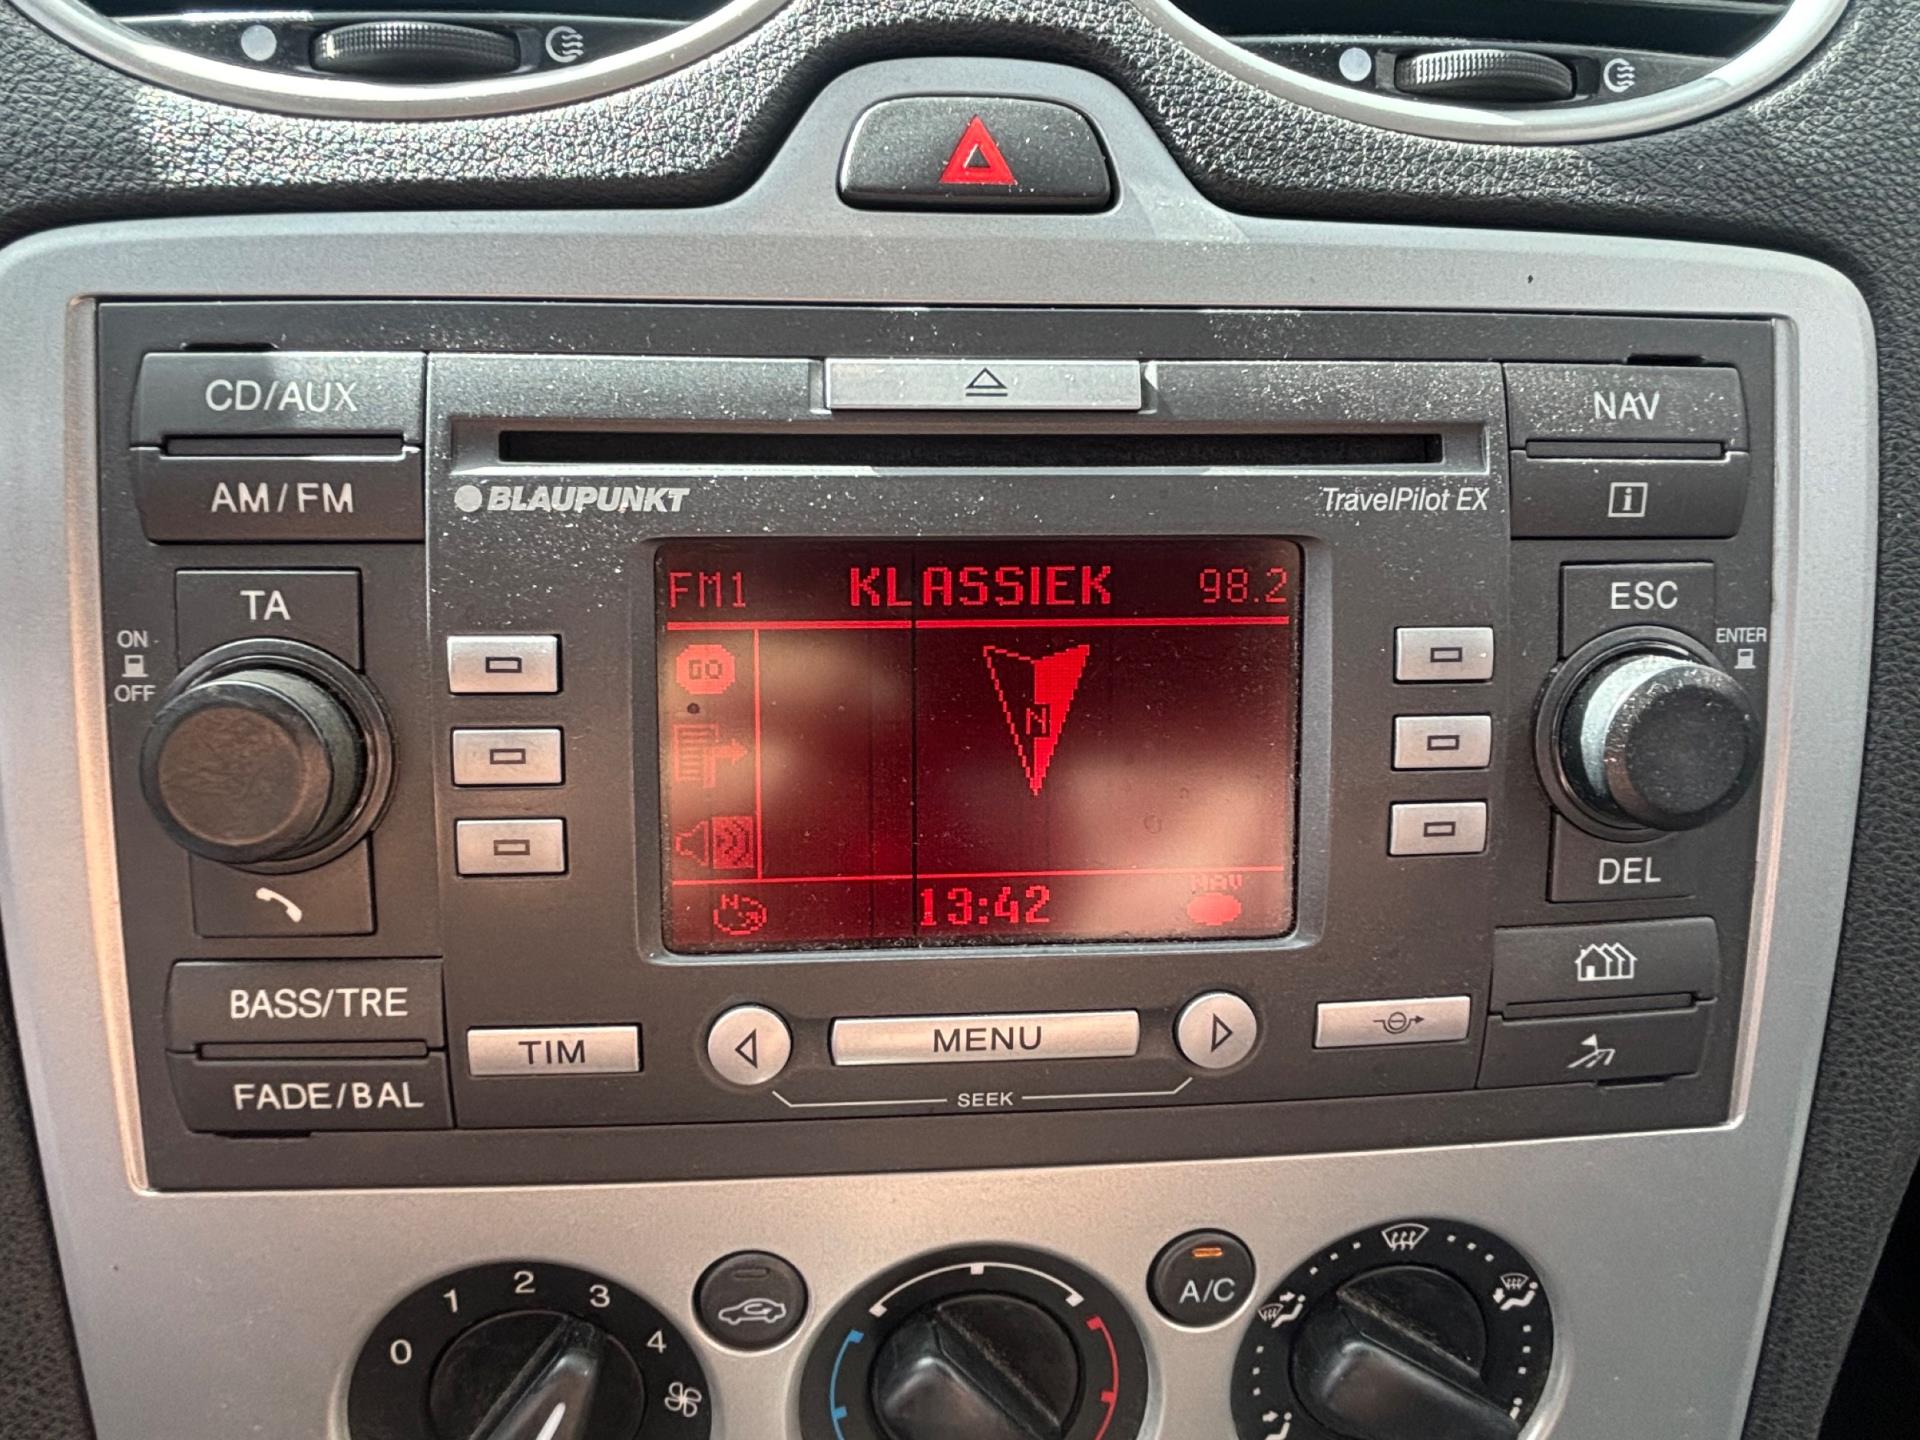 CD/AUX
NAV
AM/FM
i
BLAUPUNKT
TravelPilot EX
FM1 KLASSIEK 98.2
TA
ESC
ON
OFF
ENTER
GO
N
DEL
N 13:42 NAV
BASS/TRE
TIM
MENU
FADE/BAL
SEEK
0 1 2 3 4
A/C